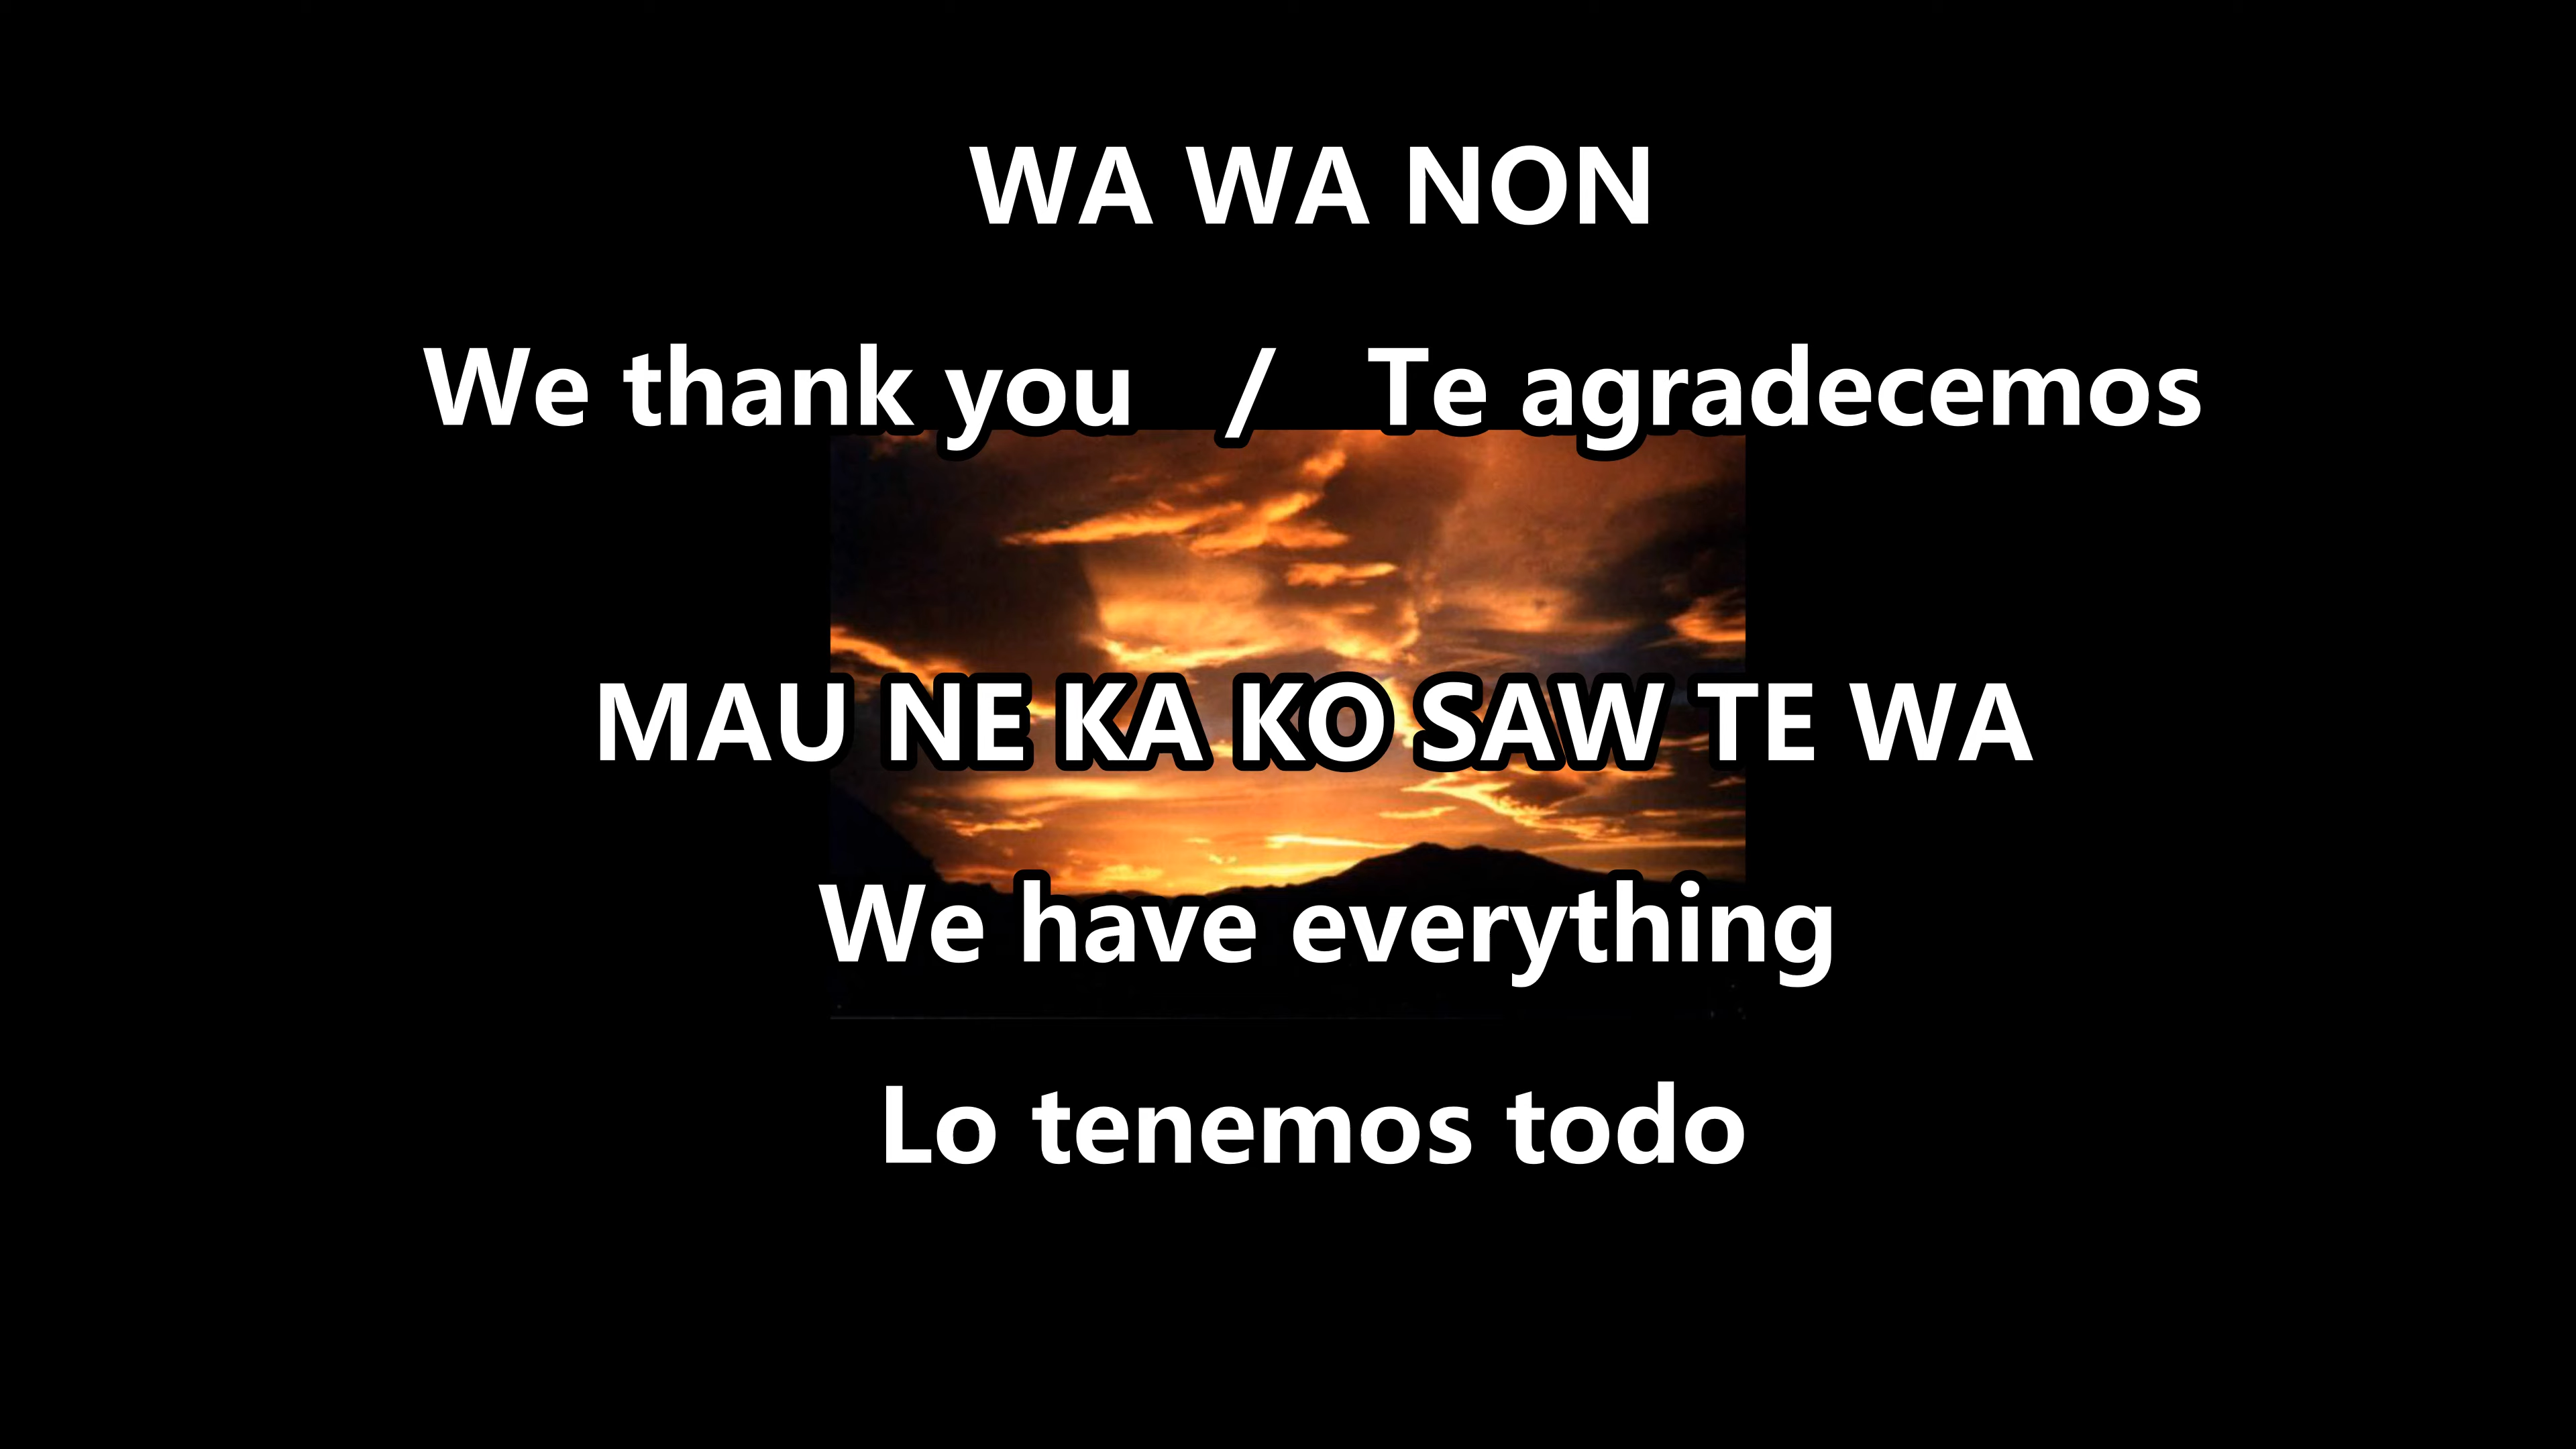 WA WA NON
We thank you / Te agradecemos
MAU NE KA KO SAW TE WA
We have everything
Lo tenemos todo